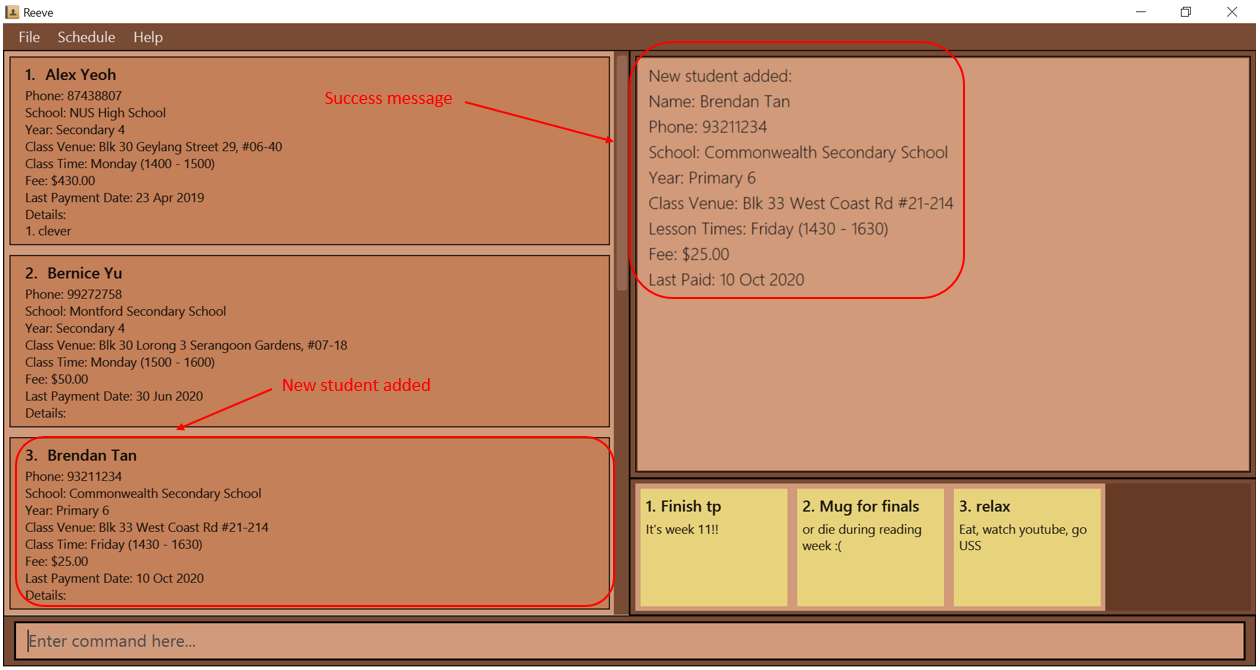 Reeve
File Schedule Help
1. Alex Yeoh
Phone: 87438807
School: NUS High School
Year: Secondary 4
Class Venue: Blk 30 Geylang Street 29, #06-40
Class Time: Monday (1400 - 1500)
Fee: $430.00
Last Payment Date: 23 Apr 2019
Details:
1. clever
Success message
2. Bernice Yu
Phone: 99272758
School: Montford Secondary School
Year: Secondary 4
Class Venue: Blk 30 Lorong 3 Serangoon Gardens, #07-18
Class Time: Monday (1500 - 1600)
Fee: $50.00
Last Payment Date: 30 Jun 2020
Details:
New student added
3. Brendan Tan
Phone: 93211234
School: Commonwealth Secondary School
Year: Primary 6
Class Venue: Blk 33 West Coast Rd #21-214
Class Time: Friday (1430 - 1630)
Fee: $25.00
Last Payment Date: 10 Oct 2020
Details:
New student added:
Name: Brendan Tan
Phone: 93211234
School: Commonwealth Secondary School
Year: Primary 6
Class Venue: Blk 33 West Coast Rd #21-214
Lesson Times: Friday (1430 - 1630)
Fee: $25.00
Last Paid: 10 Oct 2020
1. Finish tp
It's week 11!!
2. Mug for finals
or die during reading
week :(
3. relax
Eat, watch youtube, go
USS
Enter command here...